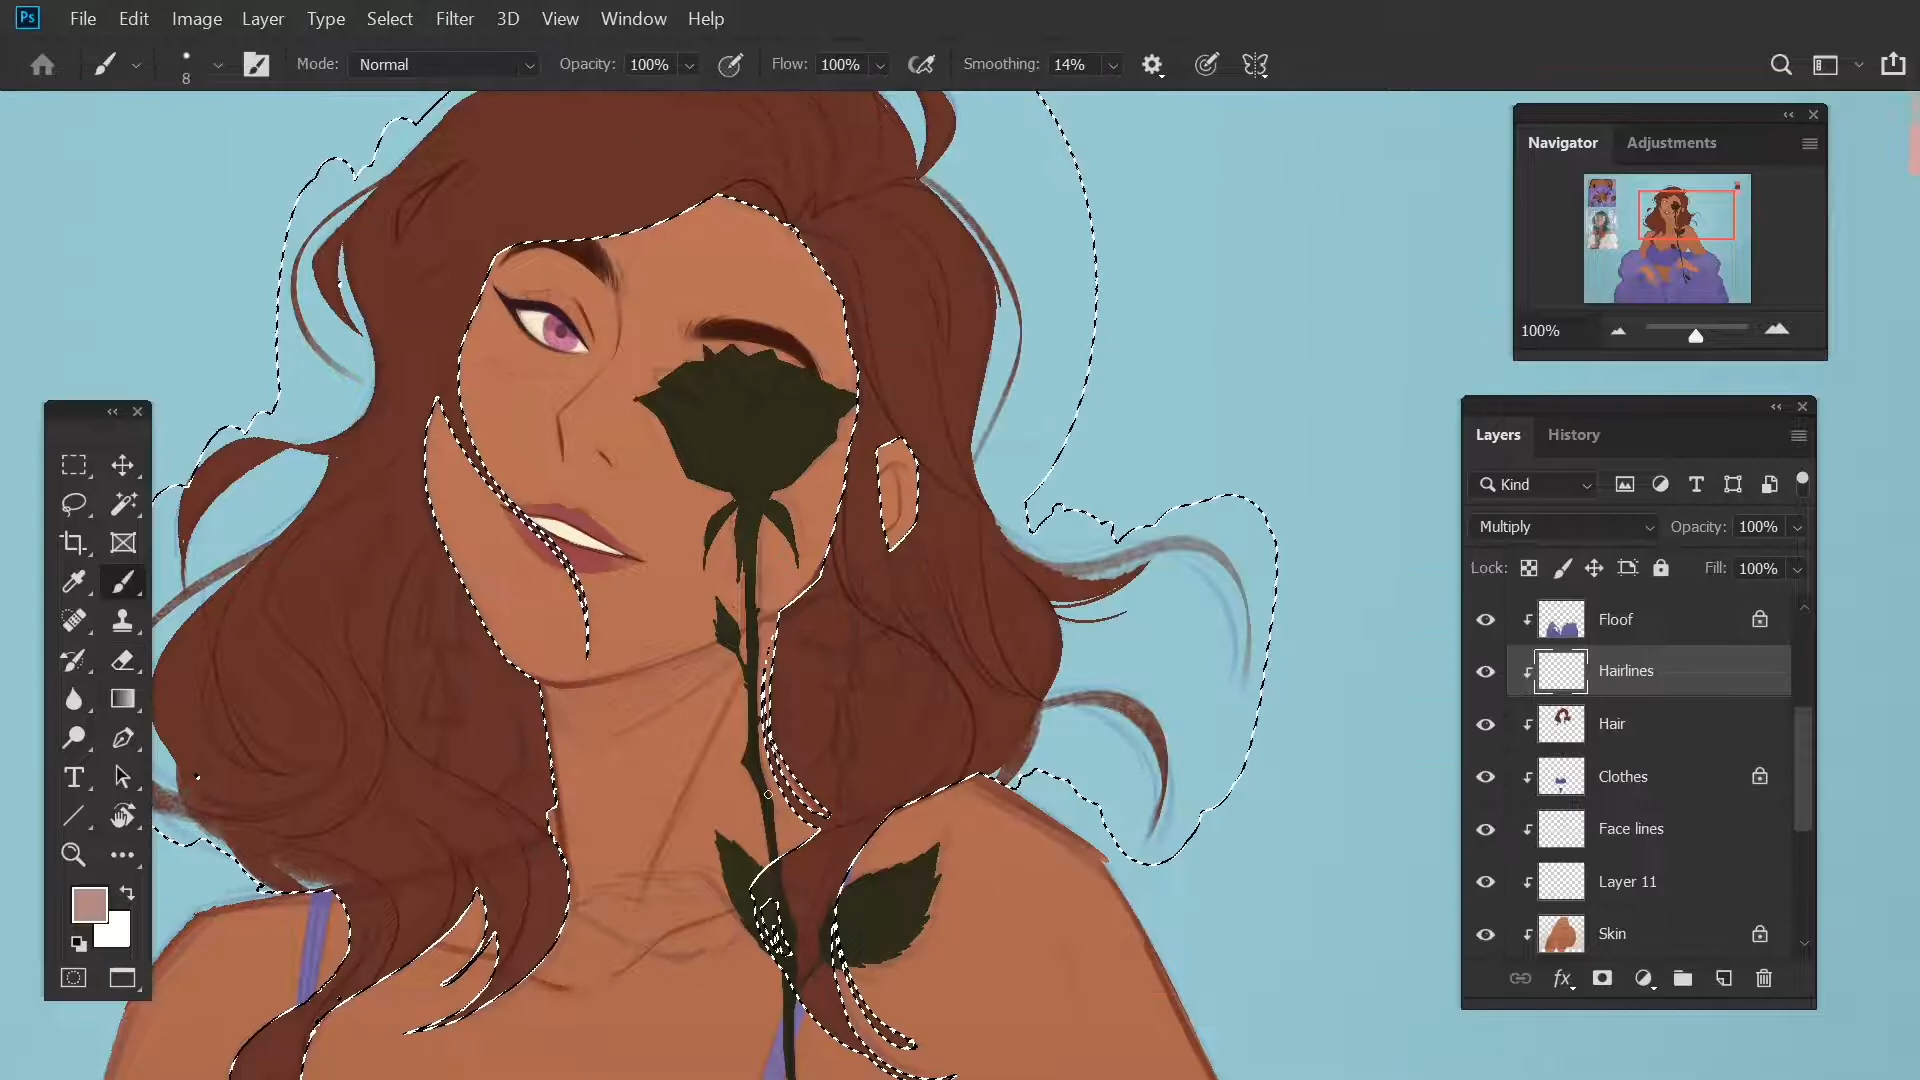 Ps File Edit Image Layer Type Select Filter 3D View Window Help
8 Mode: Normal Opacity: 100% Flow: 100% Smoothing: 14%
Navigator Adjustments
100%
Layers History
Kind
Multiply Opacity: 100%
Lock: Fill: 100%
Floof
Hairlines
Hair
Clothes
Face lines
Layer 11
Skin
fx